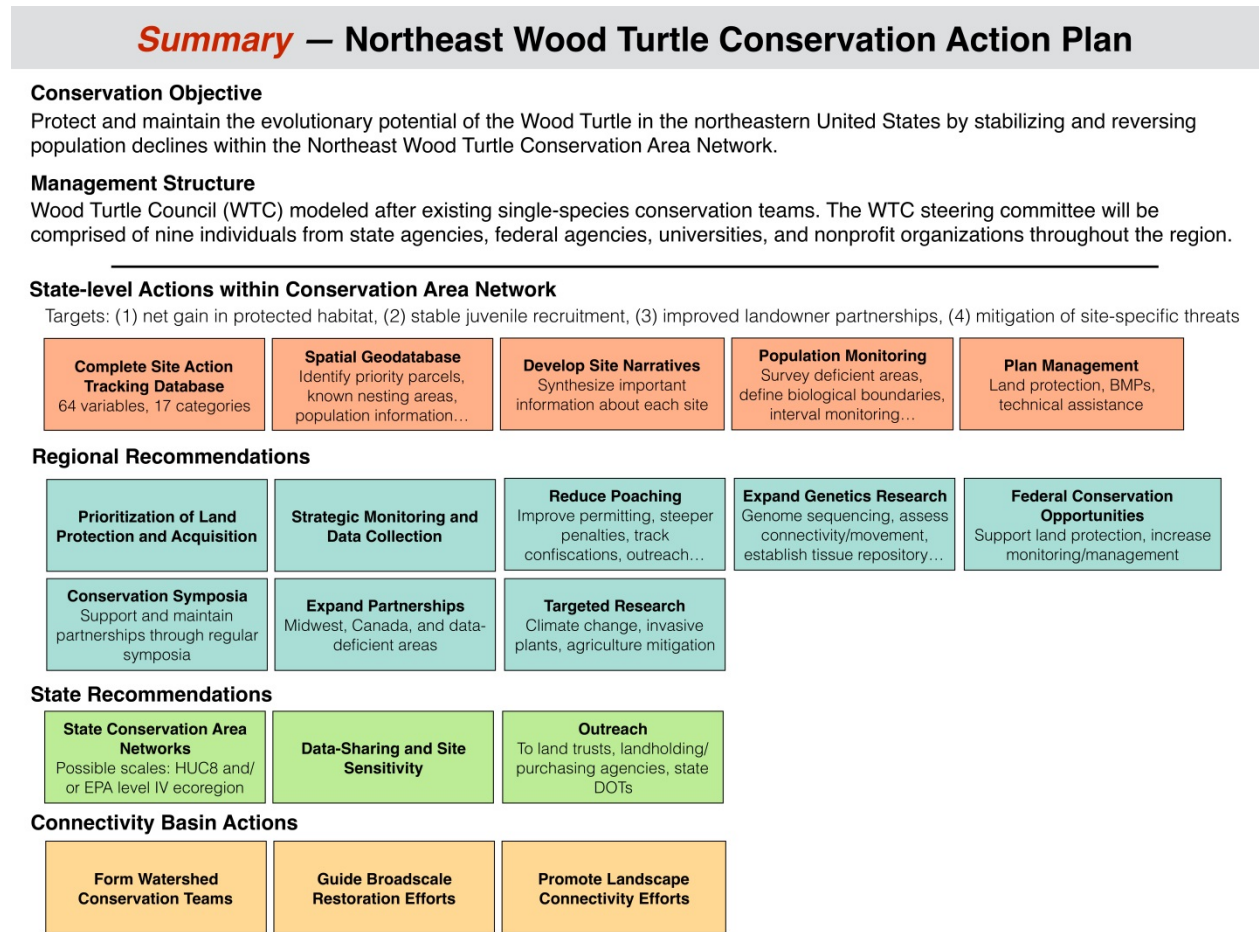 Summary — Northeast Wood Turtle Conservation Action Plan
Conservation Objective
Protect and maintain the evolutionary potential of the Wood Turtle in the northeastern United States by stabilizing and reversing
population declines within the Northeast Wood Turtle Conservation Area Network.
Management Structure
Wood Turtle Council (WTC) modeled after existing single-species conservation teams. The WTC steering committee will be
comprised of nine individuals from state agencies, federal agencies, universities, and nonprofit organizations throughout the region.
State-level Actions within Conservation Area Network
Targets: (1) net gain in protected habitat, (2) stable juvenile recruitment, (3) improved landowner partnerships, (4) mitigation of site-specific threats
Complete Site Action
Tracking Database
64 variables, 17 categories
Spatial Geodatabase
Identify priority parcels,
known nesting areas,
population information…
Develop Site Narratives
Synthesize important
information about each site
Population Monitoring
Survey deficient areas,
define biological boundaries,
interval monitoring…
Plan Management
Land protection, BMPs,
technical assistance
Regional Recommendations
Prioritization of Land
Protection and Acquisition
Strategic Monitoring and
Data Collection
Reduce Poaching
Improve permitting, steeper
penalties, track
confiscations, outreach…
Expand Genetics Research
Genome sequencing, assess
connectivity/movement,
establish tissue repository…
Federal Conservation
Opportunities
Support land protection, increase
monitoring/management
Conservation Symposia
Support and maintain
partnerships through regular
symposia
Expand Partnerships
Midwest, Canada, and data-
deficient areas
Targeted Research
Climate change, invasive
plants, agriculture mitigation
State Recommendations
State Conservation Area
Networks
Possible scales: HUC8 and/
or EPA level IV ecoregion
Data-Sharing and Site
Sensitivity
Outreach
To land trusts, landholding/
purchasing agencies, state
DOTs
Connectivity Basin Actions
Form Watershed
Conservation Teams
Guide Broadscale
Restoration Efforts
Promote Landscape
Connectivity Efforts